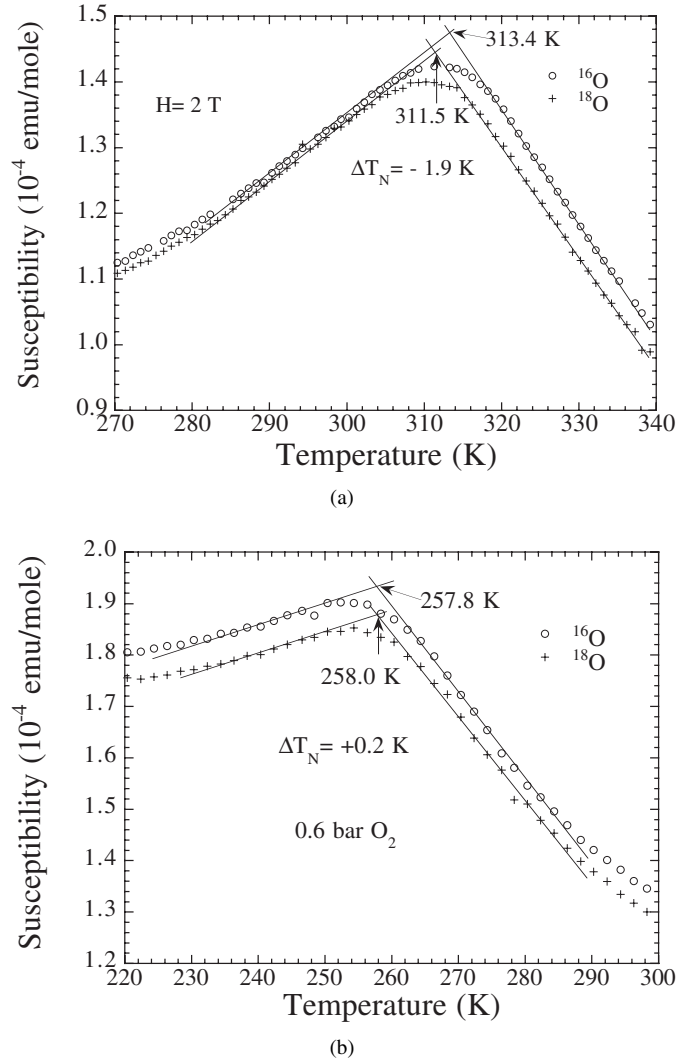 1.5
1.4
1.3
1.2
1.1
1.0
0.9
Susceptibility (10⁻⁴ emu/mole)
313.4 K
¹⁶O
¹⁸O
H= 2 T
311.5 K
ΔT_N= - 1.9 K
270 280 290 300 310 320 330 340
Temperature (K)
(a)
2.0
1.9
1.8
1.7
1.6
1.5
1.4
1.3
1.2
Susceptibility (10⁻⁴ emu/mole)
257.8 K
¹⁶O
¹⁸O
258.0 K
ΔT_N= +0.2 K
0.6 bar O₂
220 230 240 250 260 270 280 290 300
Temperature (K)
(b)